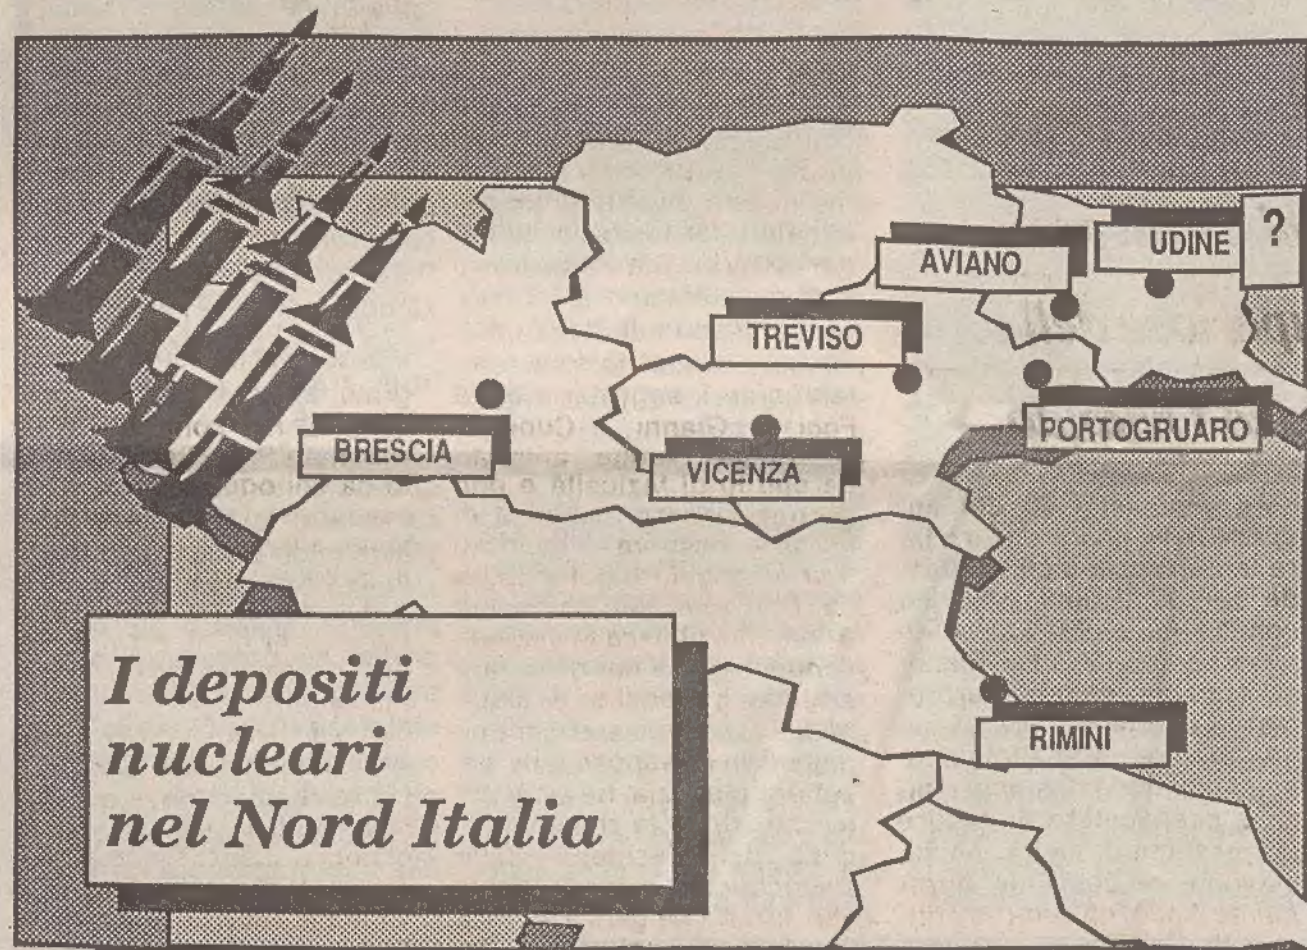 UDINE
?
AVIANO
TREVISO
PORTOGRUARO
BRESCIA
VICENZA
I depositi
nucleari
nel Nord Italia
RIMINI